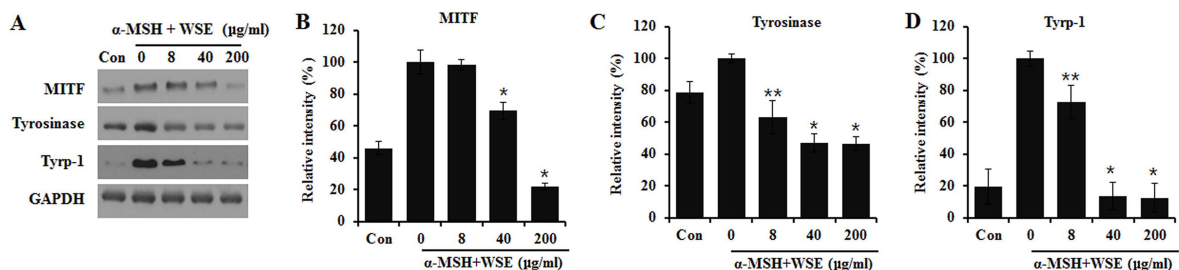 A
α-MSH + WSE (µg/ml)
Con 0 8 40 200
MITF
Tyrosinase
Tyrp-1
GAPDH
B
MITF
Relative intensity (%)
120
100
80
60
40
20
0
*
*
Con 0 8 40 200
α-MSH+WSE (µg/ml)
C
Tyrosinase
Relative intensity (%)
120
100
80
60
40
20
0
**
*
*
Con 0 8 40 200
α-MSH+WSE (µg/ml)
D
Tyrp-1
Relative intensity (%)
120
100
80
60
40
20
0
**
*
*
Con 0 8 40 200
α-MSH+WSE (µg/ml)